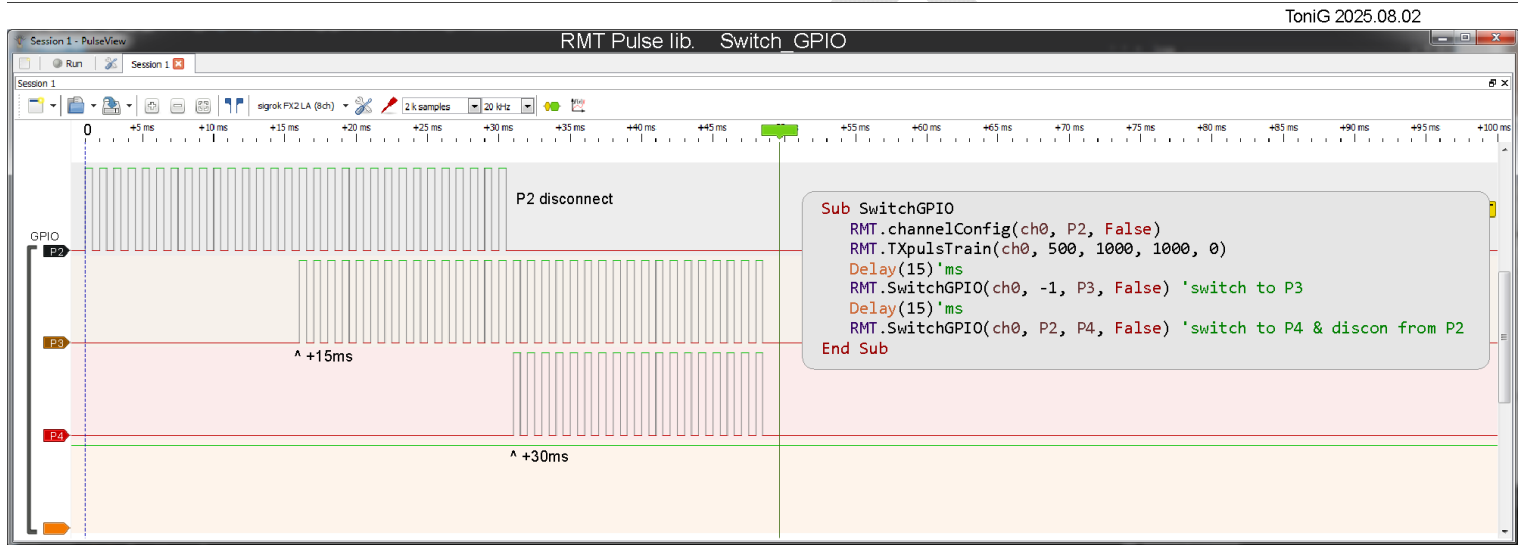 ToniG 2025.08.02
Session 1 - PulseView
RMT Pulse lib. Switch_GPIO
Run
Session 1
Session 1
sigrok FX2 LA (8ch)
2 k samples
20 kHz
0 +5 ms +10 ms +15 ms +20 ms +25 ms +30 ms +35 ms +40 ms +45 ms +55 ms +60 ms +65 ms +70 ms +75 ms +80 ms +85 ms +90 ms +95 ms +100 ms
P2 disconnect
GPIO
P2
P3
^ +15ms
P4
^ +30ms
Sub SwitchGPIO
RMT.channelConfig(ch0, P2, False)
RMT.TXpulsTrain(ch0, 500, 1000, 1000, 0)
Delay(15)'ms
RMT.SwitchGPIO(ch0, -1, P3, False) 'switch to P3
Delay(15)'ms
RMT.SwitchGPIO(ch0, P2, P4, False) 'switch to P4 & discon from P2
End Sub